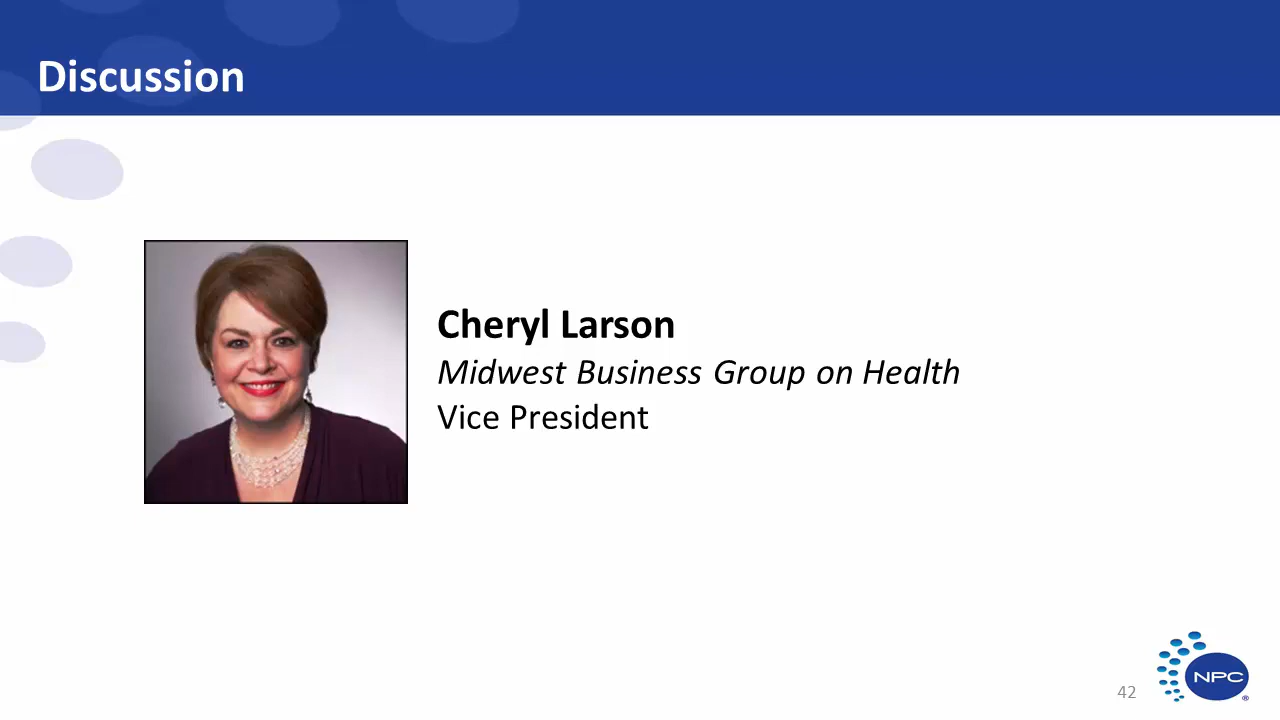 Discussion
Cheryl Larson
Midwest Business Group on Health
Vice President
42
NPC
®